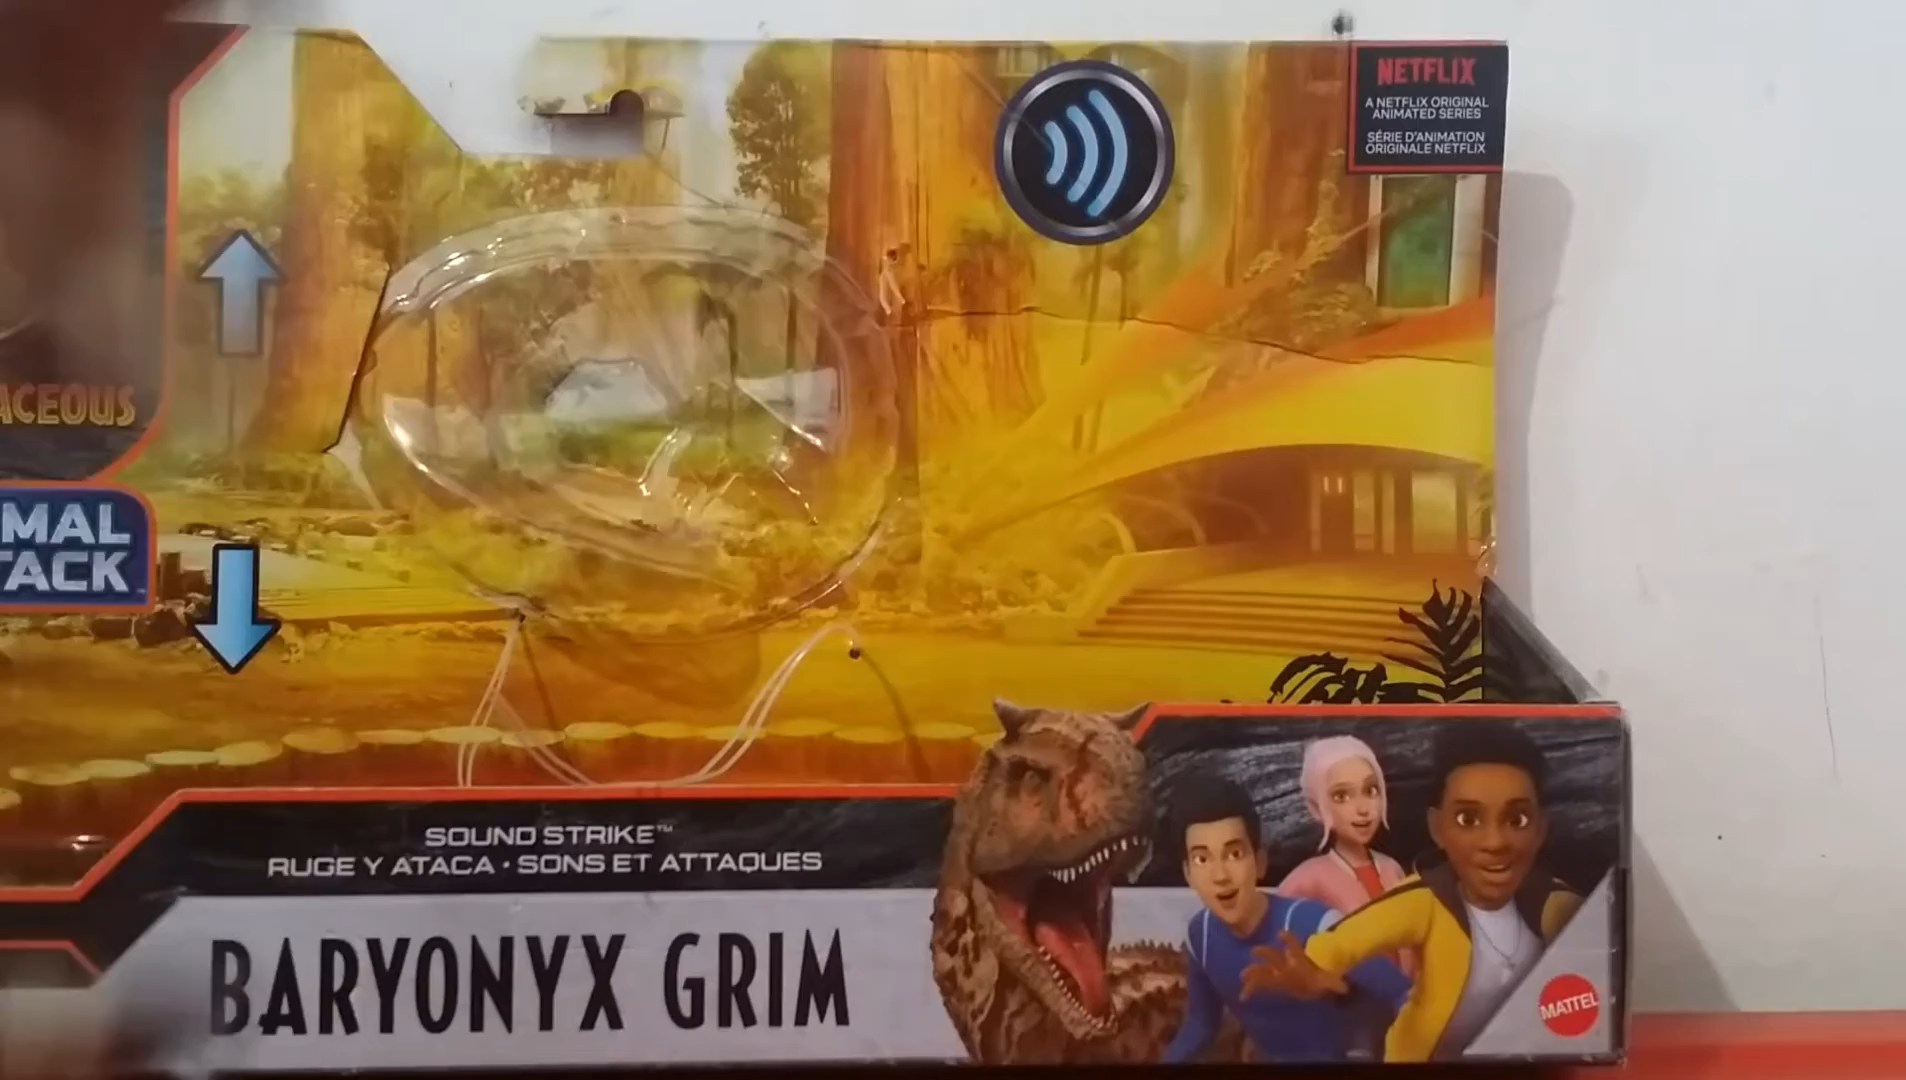 NETFLIX
A NETFLIX ORIGINAL
ANIMATED SERIES
SÉRIE D'ANIMATION
ORIGINALE NETFLIX
ACEOUS
MAL
TACK
SOUND STRIKE™
RUGE Y ATACA • SONS ET ATTAQUES
BARYONYX GRIM
MATTEL